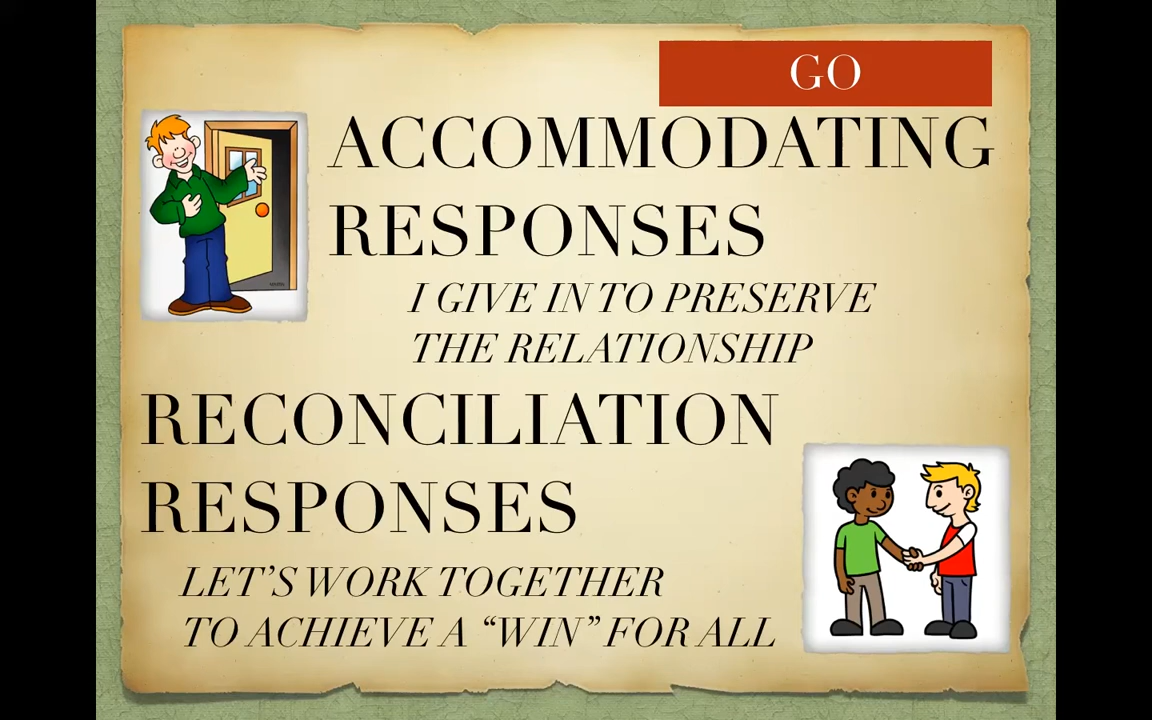 GO
ACCOMMODATING
RESPONSES
I GIVE IN TO PRESERVE
THE RELATIONSHIP
RECONCILIATION
RESPONSES
LET’S WORK TOGETHER
TO ACHIEVE A “WIN” FOR ALL